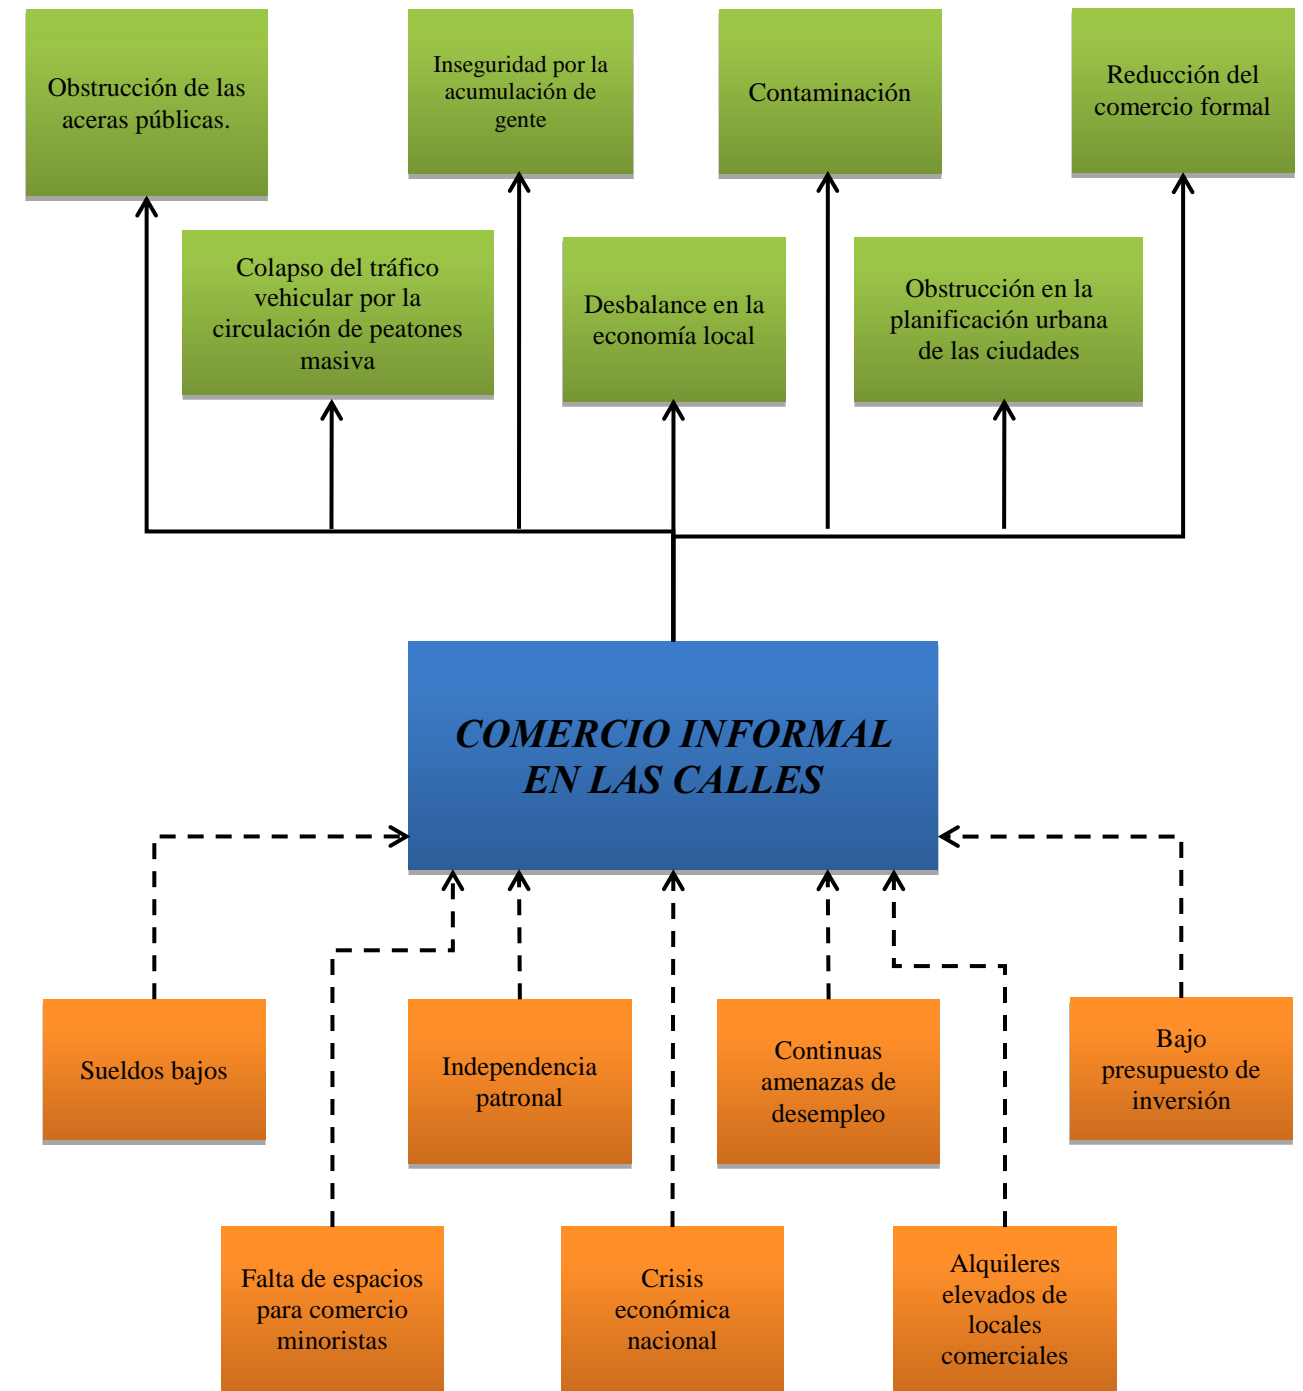 Obstrucción de las
aceras públicas.
Inseguridad por la
acumulación de
gente
Contaminación
Reducción del
comercio formal
Colapso del tráfico
vehicular por la
circulación de peatones
masiva
Desbalance en la
economía local
Obstrucción en la
planificación urbana
de las ciudades
COMERCIO INFORMAL
EN LAS CALLES
Sueldos bajos
Independencia
patronal
Continuas
amenazas de
desempleo
Bajo
presupuesto de
inversión
Falta de espacios
para comercio
minoristas
Crisis
económica
nacional
Alquileres
elevados de
locales
comerciales